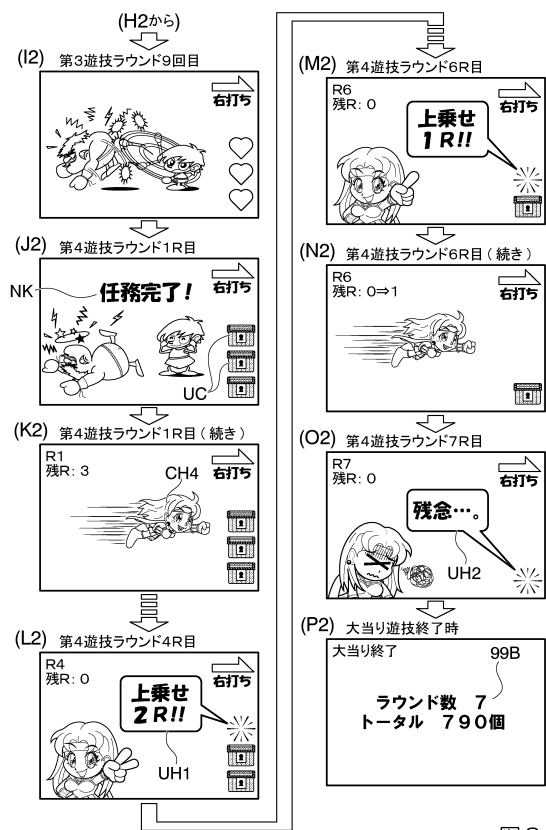 (H2から)
(I2) 第3遊技ラウンド9回目
右打ち
(J2) 第4遊技ラウンド1R目
右打ち
NK
任務完了!
UC
(K2) 第4遊技ラウンド1R目(続き)
R1
残R: 3
CH4
右打ち
(L2) 第4遊技ラウンド4R目
R4
残R: 0
右打ち
上乗せ
2R!!
UH1
(M2) 第4遊技ラウンド6R目
R6
残R: 0
右打ち
上乗せ
1R!!
(N2) 第4遊技ラウンド6R目(続き)
R6
残R: 0⇒1
右打ち
(O2) 第4遊技ラウンド7R目
R7
残R: 0
右打ち
残念…。
UH2
(P2) 大当り遊技終了時
大当り終了
99B
ラウンド数 7
トータル 790個